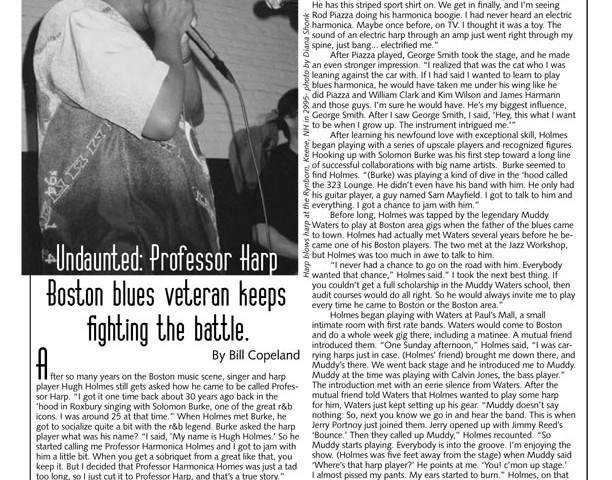 Harp blows harp at the Rynborn, Keene, NH in 2995- photo by Diana Shonk
Undaunted: Professor Harp
Boston blues veteran keeps
fighting the battle.
By Bill Copeland
After so many years on the Boston music scene, singer and harp
player Hugh Holmes still gets asked how he came to be called Profes-
sor Harp. "I got it one time back about 30 years ago back in the
'hood in Roxbury singing with Solomon Burke, one of the great r&b
icons. I was around 25 at that time." When Holmes met Burke, he
got to socialize quite a bit with the r&b legend. Burke asked the harp
player what was his name? "I said, 'My name is Hugh Holmes.' So he
started calling me Professor Harmonica Holmes and I got to jam with
him a little bit. When you get a sobriquet from a great like that, you
keep it. But I decided that Professor Harmonica Homes was just a tad
too long, so I just cut it to Professor Harp, and that's a true story."
He has this striped sport shirt on. We get in finally, and I'm seeing
Rod Piazza doing his harmonica boogie. I had never heard an electric
harmonica. Maybe once before, on TV. I thought it was a toy. The
sound of an electric harp through an amp just went right through my
spine, just bang... electrified me."
After Piazza played, George Smith took the stage, and he made
an even stronger impression. "I realized that was the cat who I was
leaning against the car with. If I had said I wanted to learn to play
blues harmonica, he would have taken me under his wing like he
did Piazza and William Clark and Kim Wilson and James Harmann
and those guys. I'm sure he would have. He's my biggest influence,
George Smith. After I saw George Smith, I said, 'Hey, this what I want
to be when I grow up. The instrument intrigued me.'"
After learning his newfound love with exceptional skill, Holmes
began playing with a series of upscale players and recognized figures.
Hooking up with Solomon Burke was his first step toward a long line
of successful collaborations with big name artists. Burke seemed to
find Holmes. "(Burke) was playing a kind of dive in the 'hood called
the 323 Lounge. He didn't even have his band with him. He only had
his guitar player, a guy named Sam Mayfield. I got to talk to him and
everything. I got a chance to jam with him."
Before long, Holmes was tapped by the legendary Muddy
Waters to play at Boston area gigs when the father of the blues came
to town. Holmes had actually met Waters several years before he be-
came one of his Boston players. The two met at the Jazz Workshop,
but Holmes was too much in awe to talk to him.
"I never had a chance to go on the road with him. Everybody
wanted that chance," Holmes said." I took the next best thing. If
you couldn't get a full scholarship in the Muddy Waters school, then
audit courses would do all right. So he would always invite me to play
every time he came to Boston or the Boston area."
Holmes began playing with Waters at Paul's Mall, a small
intimate room with first rate bands. Waters would come to Boston
and do a whole week gig there, including a matinee. A mutual friend
introduced them. "One Sunday afternoon," Holmes said, "I was car-
rying harps just in case. (Holmes' friend) brought me down there, and
Muddy's there. We went back stage and he introduced me to Muddy.
Muddy at the time was playing with Calvin Jones, the bass player."
The introduction met with an eerie silence from Waters. After the
mutual friend told Waters that Holmes wanted to play some harp
for him, Waters just kept setting up his gear. "Muddy doesn't say
nothing. So, next you know we go in and hear the band. This is when
Jerry Portnoy just joined them. Jerry opened up with Jimmy Reed's
'Bounce.' Then they called up Muddy," Holmes recounted. "So
Muddy starts playing. Everybody is into the groove. I'm enjoying the
show. (Holmes was five feet away from the stage) when Muddy said
'Where's that harp player?' He points at me. 'You! c'mon up stage.'
I almost pissed my pants. My ears started to burn." Holmes, on that